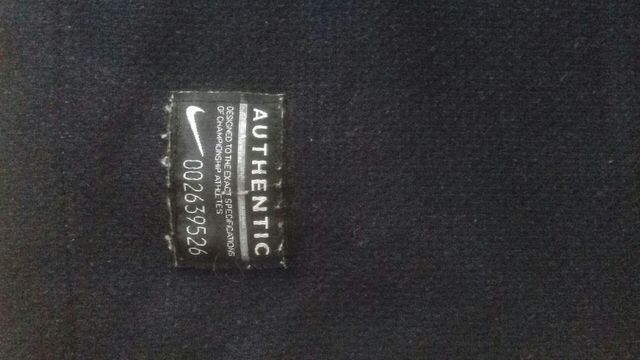 AUTHENTIC
DESIGNED TO THE EXACT SPECIFICATIONS
OF CHAMPIONSHIP ATHLETES
002639526